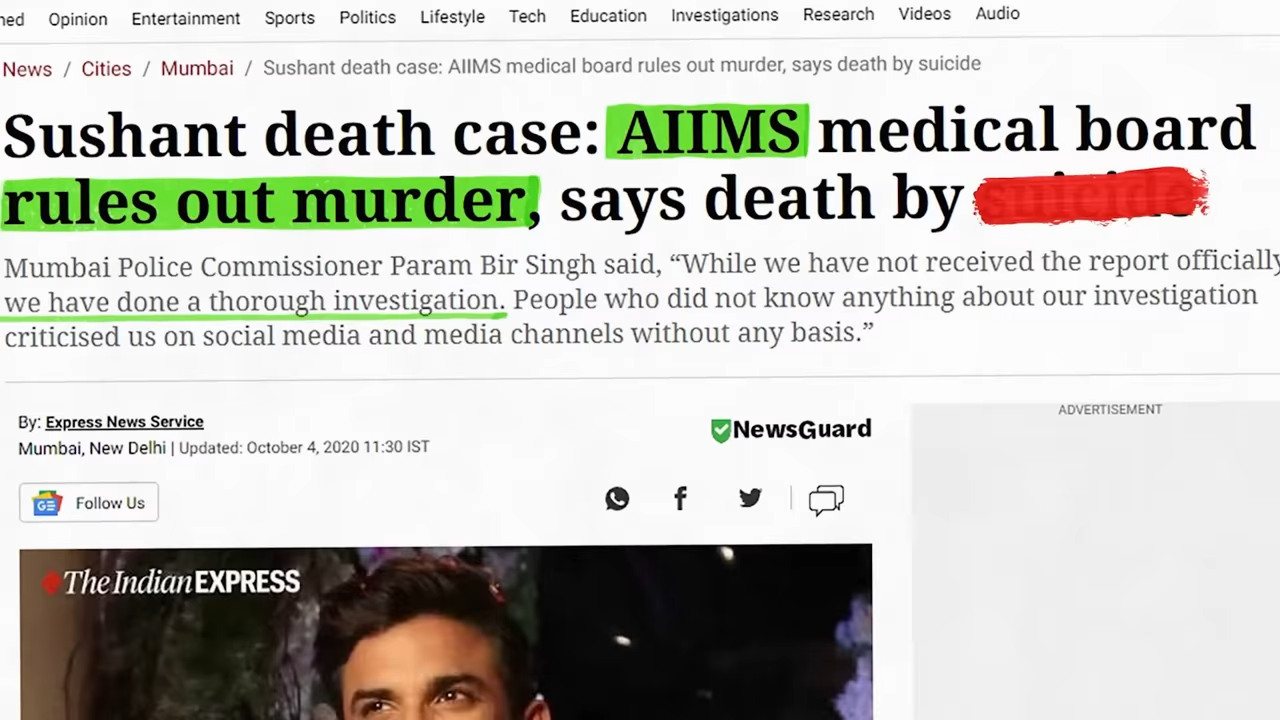 ned Opinion Entertainment Sports Politics Lifestyle Tech Education Investigations Research Videos Audio
News / Cities / Mumbai / Sushant death case: AIIMS medical board rules out murder, says death by suicide
Sushant death case: AIIMS medical board
rules out murder, says death by suicide
Mumbai Police Commissioner Param Bir Singh said, “While we have not received the report officially
we have done a thorough investigation. People who did not know anything about our investigation
criticised us on social media and media channels without any basis.”
ADVERTISEMENT
By: Express News Service
NewsGuard
Mumbai, New Delhi | Updated: October 4, 2020 11:30 IST
GE Follow Us
The Indian EXPRESS